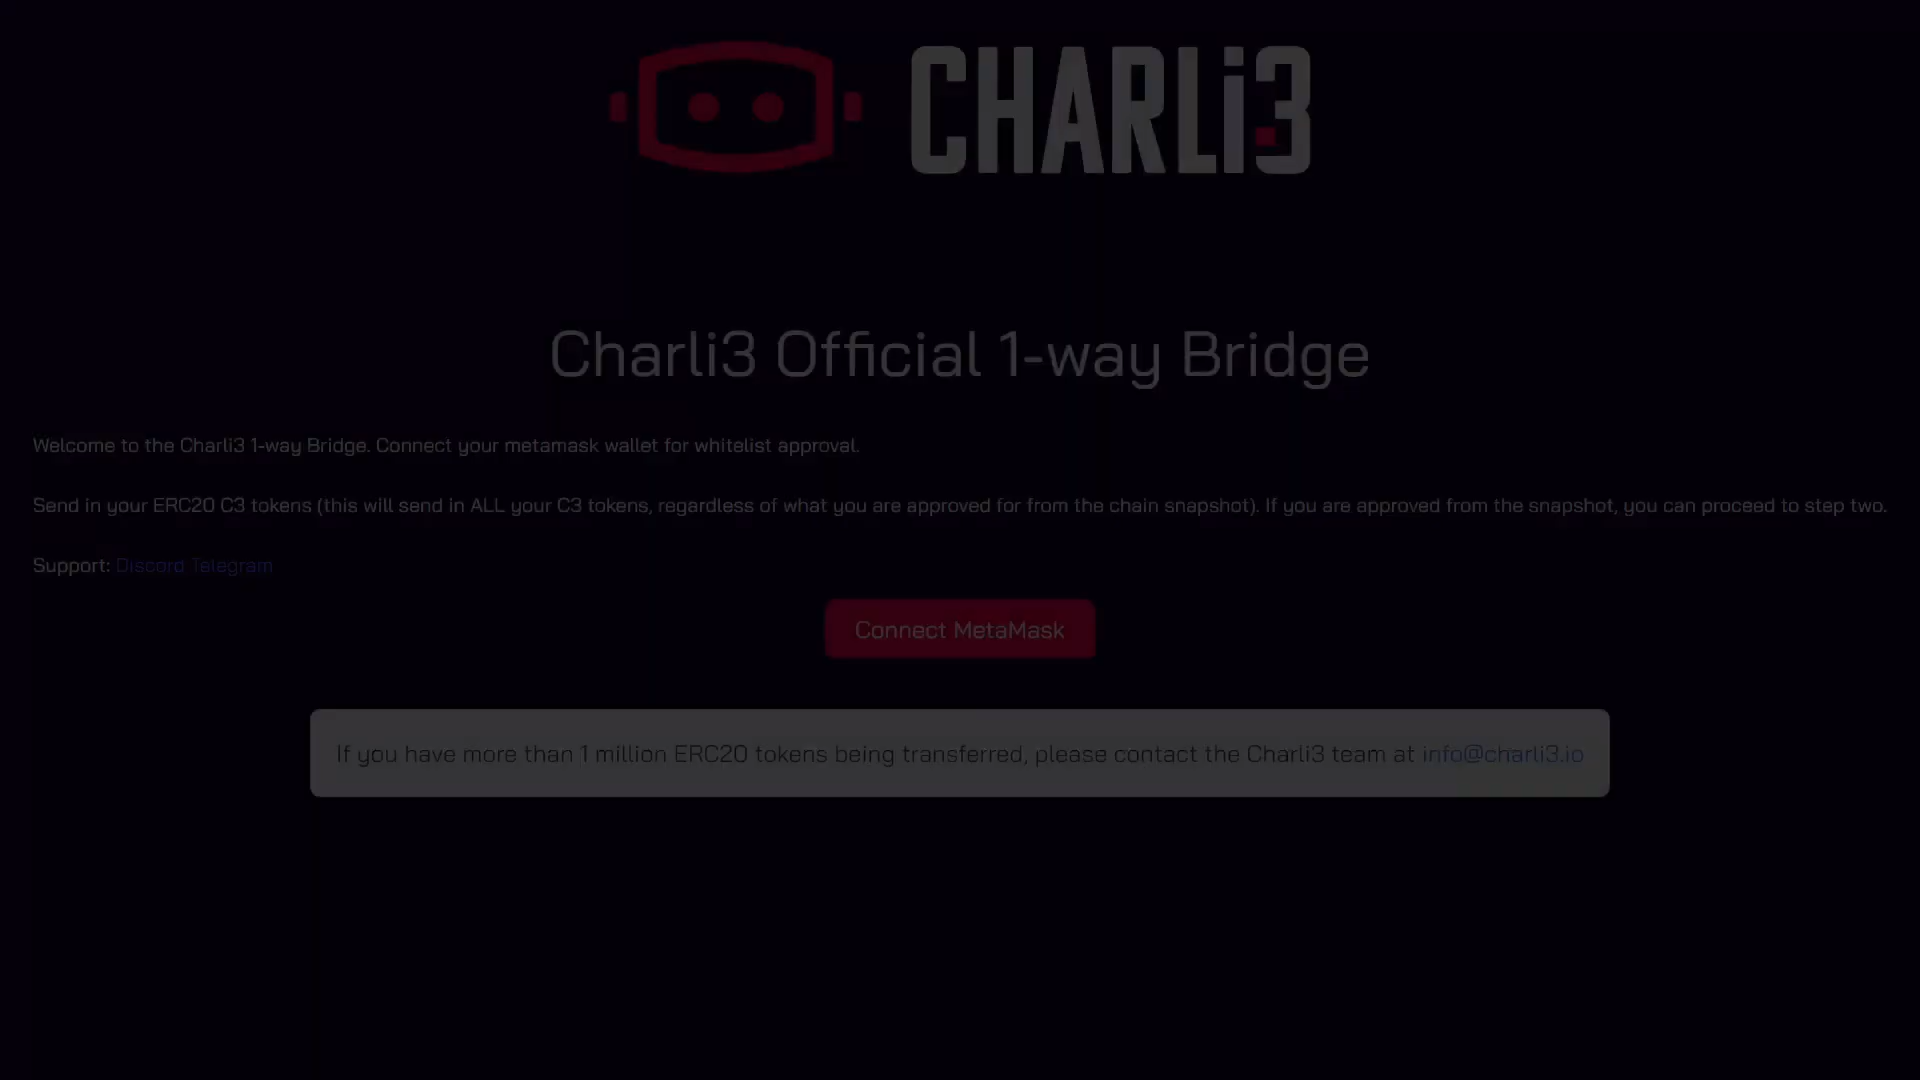 CHARLi3
Charli3 Official 1-way Bridge
Welcome to the Charli3 1-way Bridge. Connect your metamask wallet for whitelist approval.
Send in your ERC20 C3 tokens (this will send in ALL your C3 tokens, regardless of what you are approved for from the chain snapshot). If you are approved from the snapshot, you can proceed to step two.
Support: Discord Telegram
Connect MetaMask
If you have more than 1 million ERC20 tokens being transferred, please contact the Charli3 team at info@charli3.io